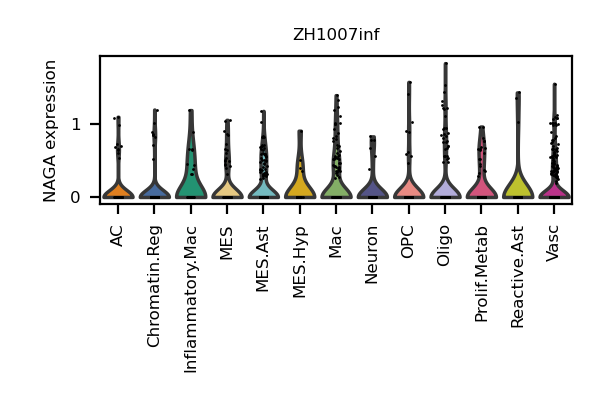 ZH1007inf
NAGA expression
1
0
AC
Chromatin.Reg
Inflammatory.Mac
MES
MES.Ast
MES.Hyp
Mac
Neuron
OPC
Oligo
Prolif.Metab
Reactive.Ast
Vasc